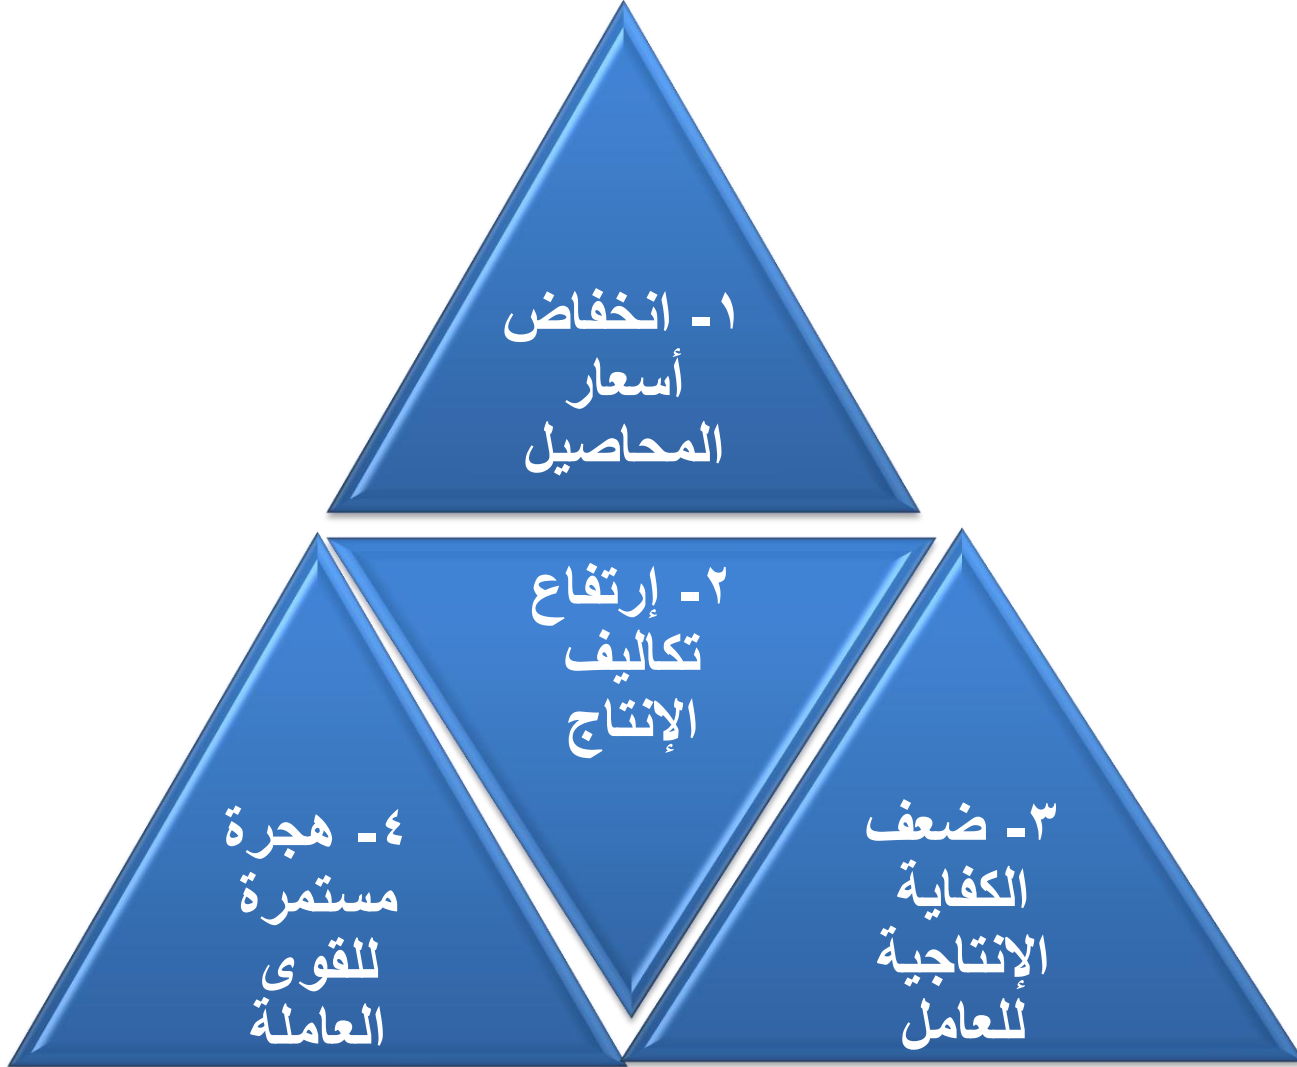 ١- انخفاض
أسعار
المحاصيل
٢- إرتفاع
تكاليف
الإنتاج
٣- ضعف
الكفاية
الإنتاجية
للعامل
٤- هجرة
مستمرة
للقوى
العاملة